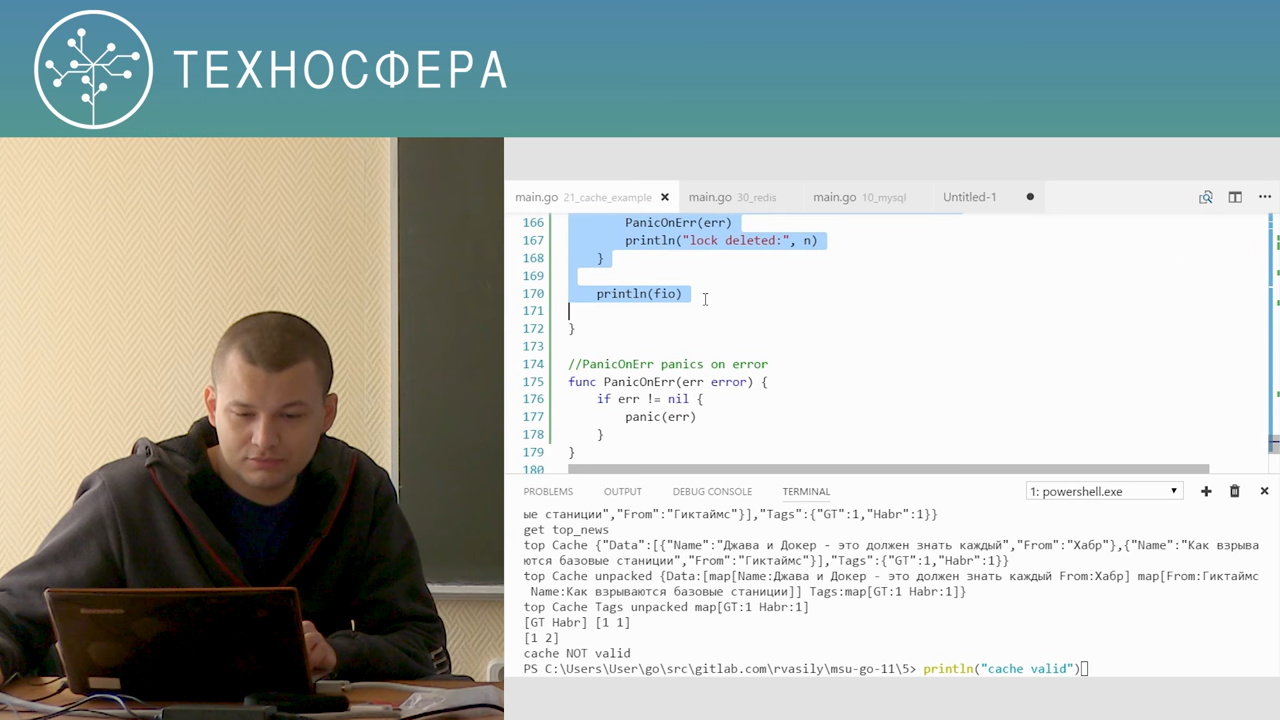 ТЕХНОСФЕРА
main.go 21_cache_example
main.go 30_redis
main.go 10_mysql
Untitled-1
166 PanicOnErr(err)
167 println("lock deleted:", n)
168 }
169
170 println(fio)
171
172 }
173
174 //PanicOnErr panics on error
175 func PanicOnErr(err error) {
176 if err != nil {
177 panic(err)
178 }
179 }
180
PROBLEMS OUTPUT DEBUG CONSOLE TERMINAL 1: powershell.exe
ые станции","From":"Гиктаймс"}],"Tags":{"GT":1,"Habr":1}}
get top_news
top Cache {"Data":[{"Name":"Джава и Докер - это должен знать каждый","From":"Хабр"},{"Name":"Как взрыва
ются базовые станции","From":"Гиктаймс"}],"Tags":{"GT":1,"Habr":1}}
top Cache unpacked {Data:[map[Name:Джава и Докер - это должен знать каждый From:Хабр] map[From:Гиктаймс
Name:Как взрываются базовые станции]] Tags:map[GT:1 Habr:1]}
top Cache Tags unpacked map[GT:1 Habr:1]
[GT Habr] [1 1]
[1 2]
cache NOT valid
PS C:\Users\User\go\src\gitlab.com\rvasily\msu-go-11\5> println("cache valid")